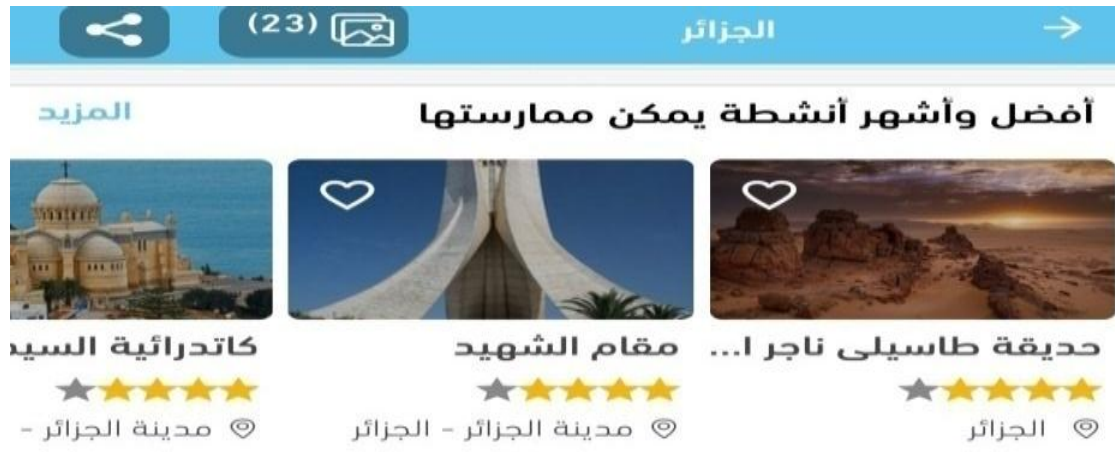 الجزائر
(23)
أفضل وأشهر أنشطة يمكن ممارستها
المزيد
حديقة طاسيلى ناجر ا...
مقام الشهيد
كاتدرائية السيد
الجزائر
مدينة الجزائر - الجزائر
مدينة الجزائر -